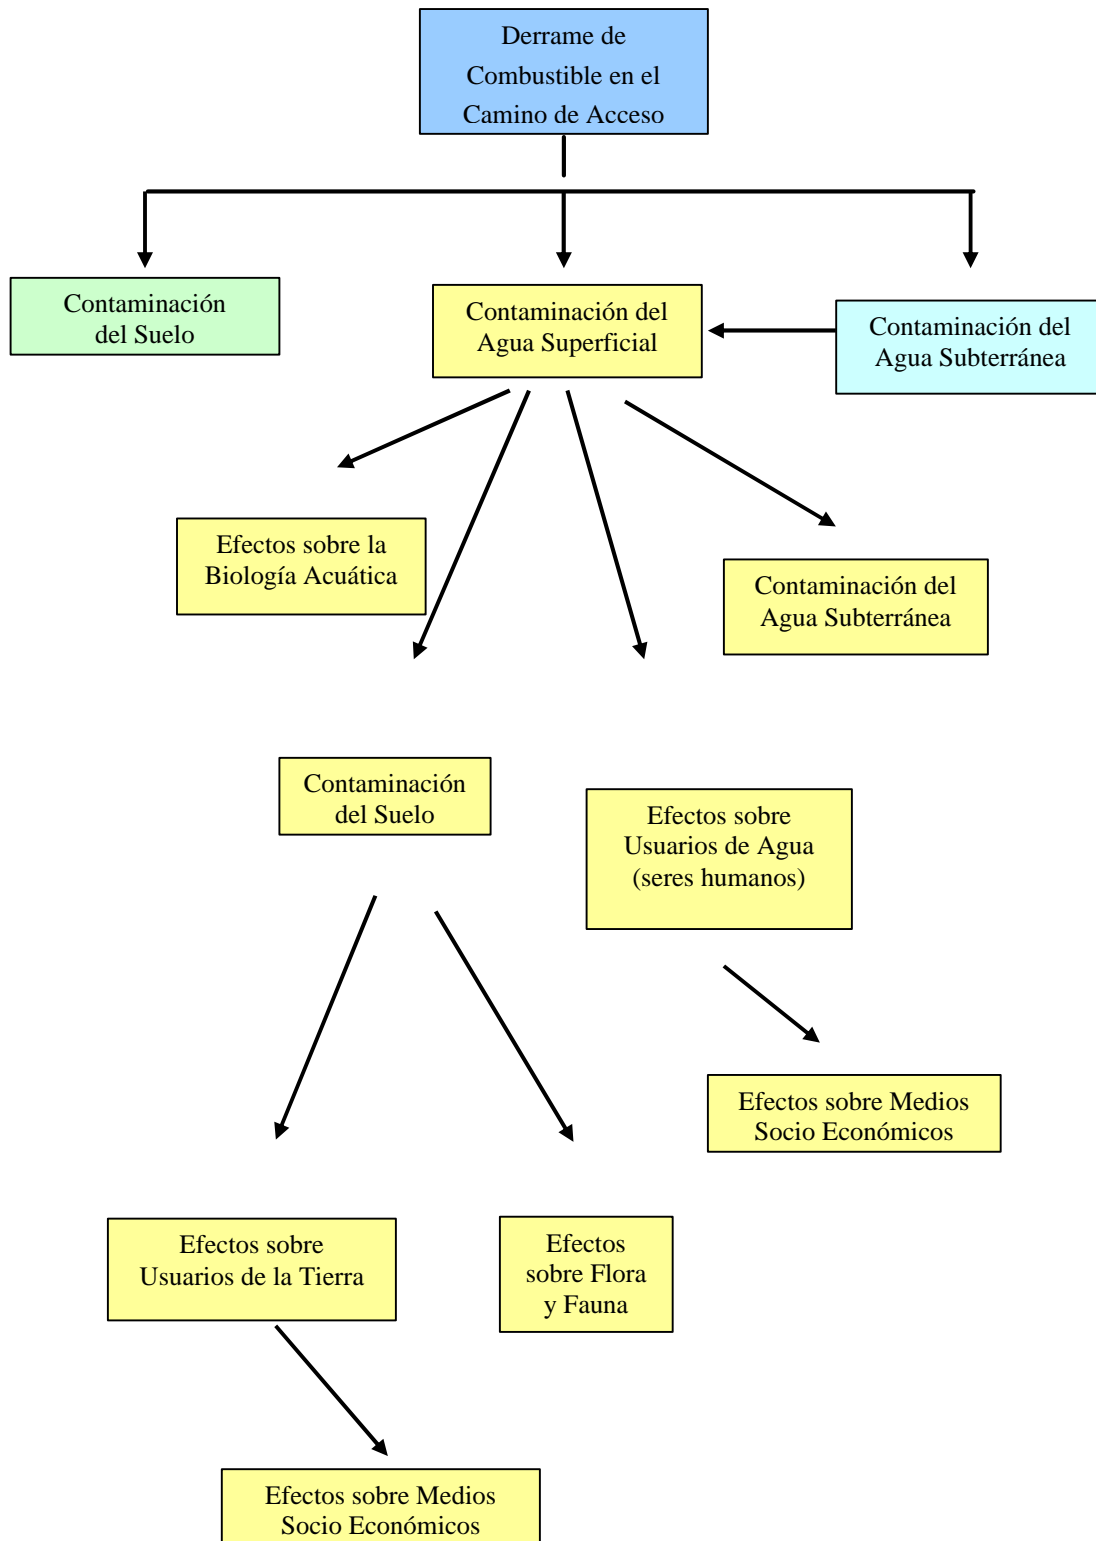 Derrame de
Combustible en el
Camino de Acceso
Contaminación
del Suelo
Contaminación del
Agua Superficial
Contaminación del
Agua Subterránea
Efectos sobre la
Biología Acuática
Contaminación del
Agua Subterránea
Contaminación
del Suelo
Efectos sobre
Usuarios de Agua
(seres humanos)
Efectos sobre Medios
Socio Económicos
Efectos sobre
Usuarios de la Tierra
Efectos
sobre Flora
y Fauna
Efectos sobre Medios
Socio Económicos